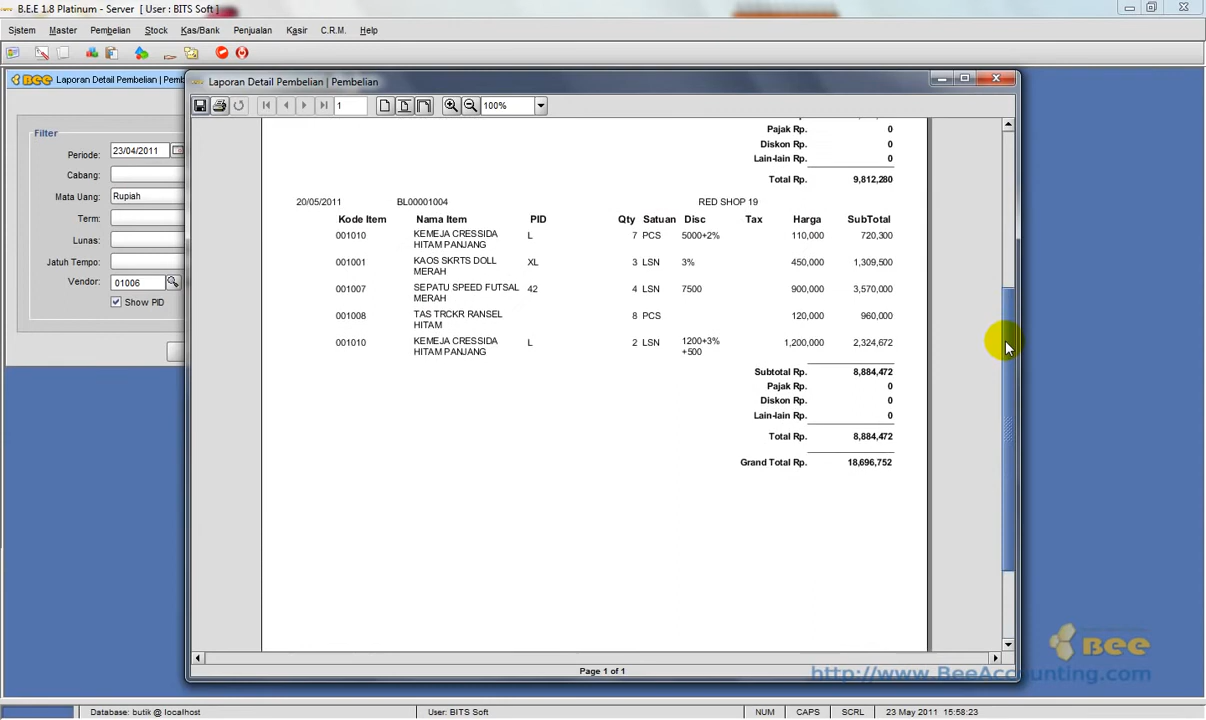 B.E.E 1.8 Platinum - Server [ User : BITS Soft ]
Sistem Master Pembelian Stock Kas/Bank Penjualan Kasir C.R.M. Help
BEE Laporan Detail Pembelian | Pemb
Laporan Detail Pembelian | Pembelian
1 100%
Filter
Periode: 23/04/2011
Cabang:
Mata Uang: Rupiah
Term:
Lunas:
Jatuh Tempo:
Vendor: 01006
Show PID
Pajak Rp. 0
Diskon Rp. 0
Lain-lain Rp. 0
Total Rp. 9,812,280
20/05/2011 BL00001004 RED SHOP 19
Kode Item Nama Item PID Qty Satuan Disc Tax Harga SubTotal
001010 KEMEJA CRESSIDA L 7 PCS 5000+2% 110,000 720,300
HITAM PANJANG
001001 KAOS SKRTS DOLL XL 3 LSN 3% 450,000 1,309,500
MERAH
001007 SEPATU SPEED FUTSAL 42 4 LSN 7500 900,000 3,570,000
MERAH
001008 TAS TRCKR RANSEL 8 PCS 120,000 960,000
HITAM
001010 KEMEJA CRESSIDA L 2 LSN 1200+3% 1,200,000 2,324,672
HITAM PANJANG +500
Subtotal Rp. 8,884,472
Pajak Rp. 0
Diskon Rp. 0
Lain-lain Rp. 0
Total Rp. 8,884,472
Grand Total Rp. 18,696,752
Page 1 of 1
BEE
http://www.BeeAccounting.com
Database: butik @ localhost User: BITS Soft NUM CAPS SCRL 23 May 2011 15:58:23